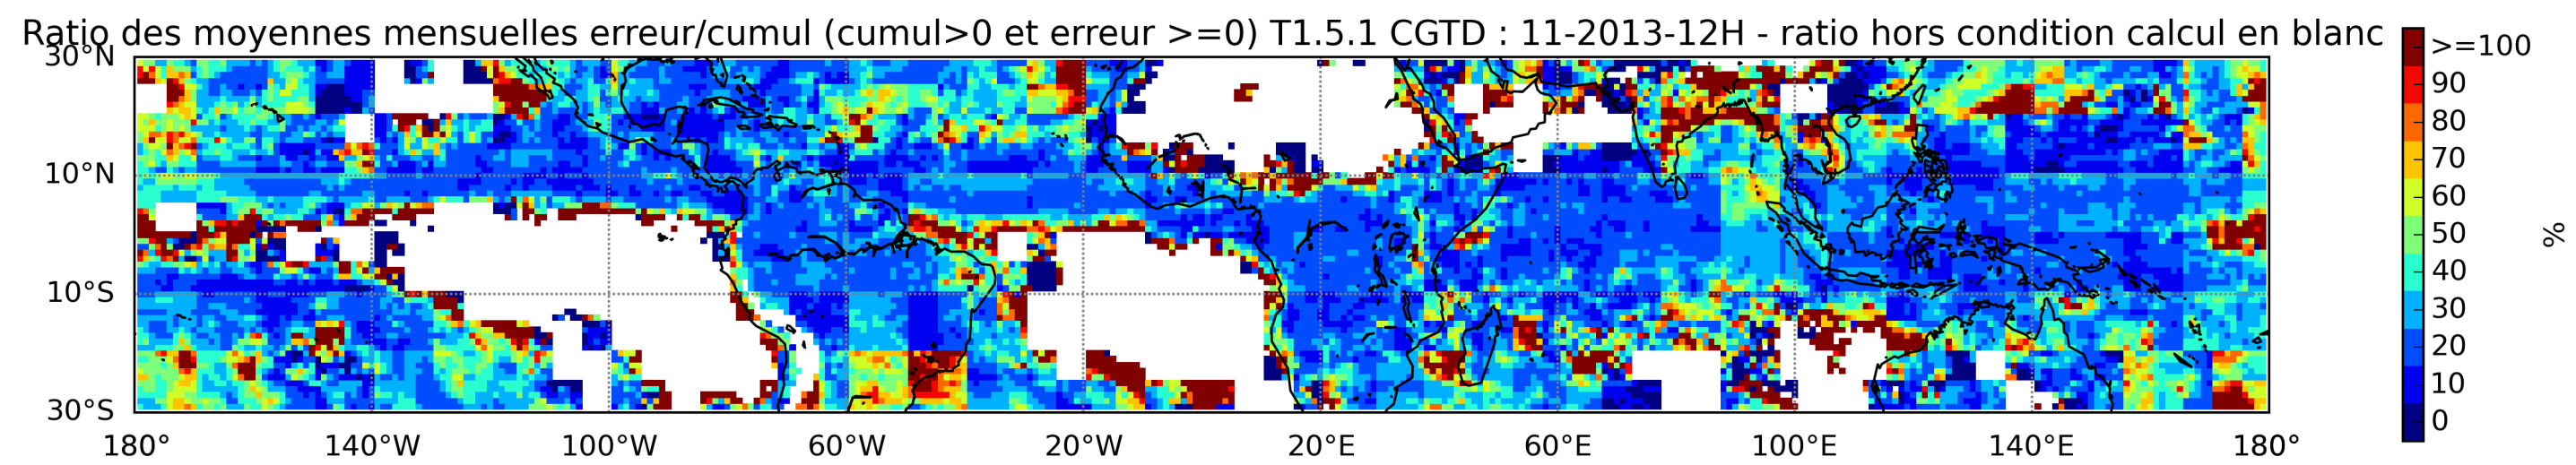 Ratio des moyennes mensuelles erreur/cumul (cumul>0 et erreur >=0) T1.5.1 CGTD : 11-2013-12H - ratio hors condition calcul en blanc
30°N
10°N
10°S
30°S
180° 140°W 100°W 60°W 20°W 20°E 60°E 100°E 140°E 180°
>=100
90
80
70
60
50
40
30
20
10
0
%